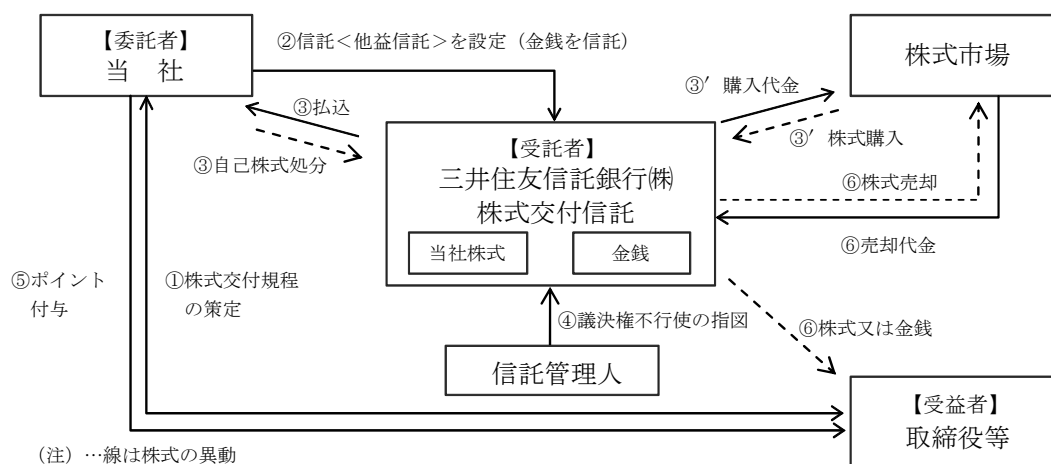 【委託者】
当　社
②信託＜他益信託＞を設定（金銭を信託）
株式市場
③払込
③自己株式処分
③′ 購入代金
③′ 株式購入
【受託者】
三井住友信託銀行㈱
株式交付信託
当社株式
金銭
⑥株式売却
⑥売却代金
⑤ポイント
付与
①株式交付規程
の策定
④議決権不行使の指図
⑥株式又は金銭
信託管理人
【受益者】
取締役等
（注）…線は株式の異動